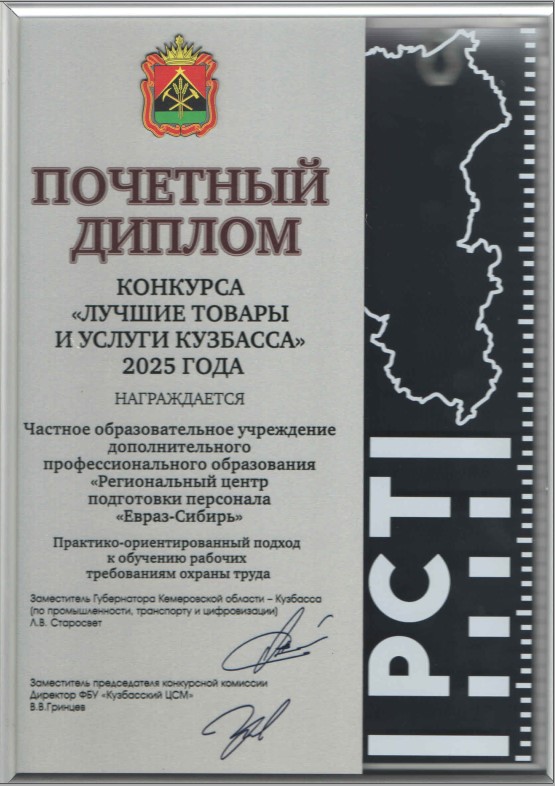 ПОЧЕТНЫЙ
ДИПЛОМ
КОНКУРСА
«ЛУЧШИЕ ТОВАРЫ
И УСЛУГИ КУЗБАССА»
2025 ГОДА
НАГРАЖДАЕТСЯ
Частное образовательное учреждение
дополнительного
профессионального образования
«Региональный центр
подготовки персонала
«Евраз-Сибирь»
Практико-ориентированный подход
к обучению рабочих
требованиям охраны труда
Заместитель Губернатора Кемеровской области – Кузбасса
(по промышленности, транспорту и цифровизации)
Л.В. Старосвет
Заместитель председателя конкурсной комиссии
Директор ФБУ «Кузбасский ЦСМ»
В.В.Гринцев
РСТ